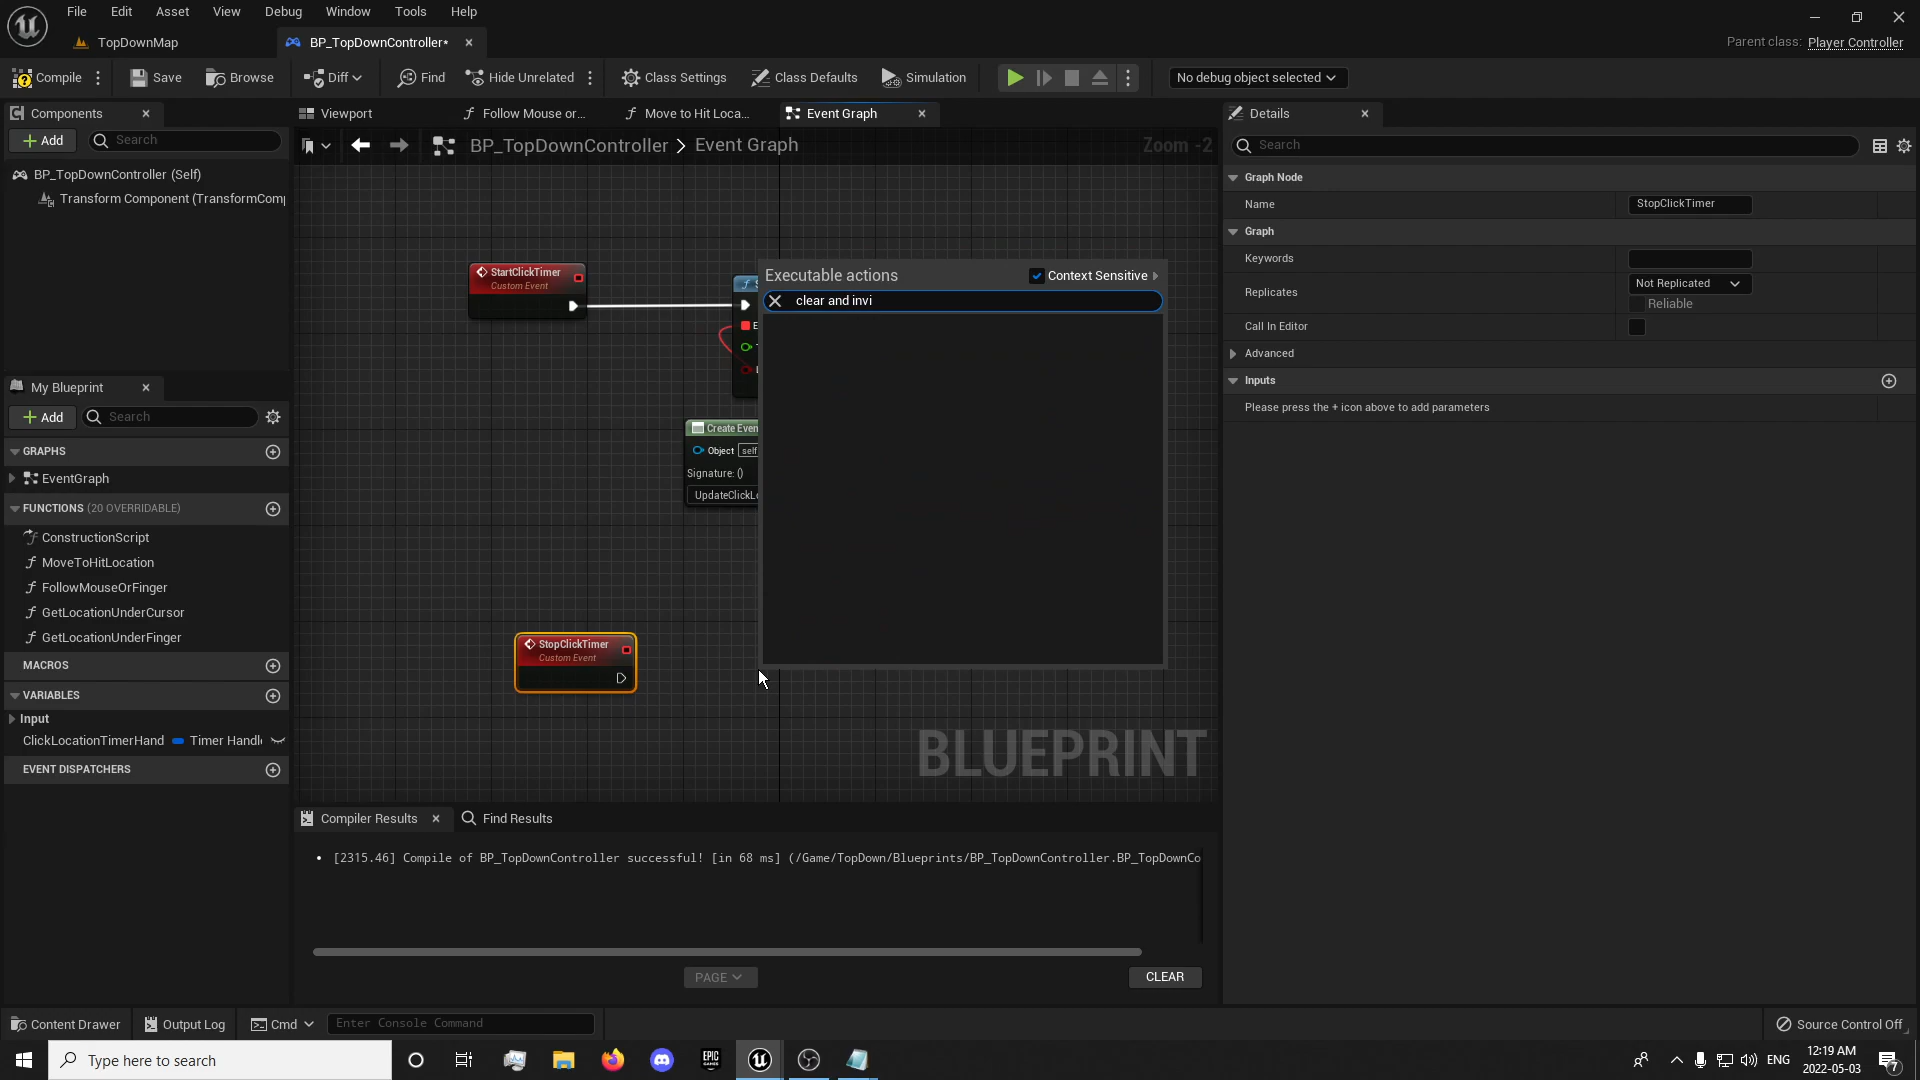 File Edit Asset View Debug Window Tools Help
TopDownMap
BP_TopDownController*
Parent class: Player Controller
Compile Save Browse Diff Find Hide Unrelated Class Settings Class Defaults Simulation No debug object selected
Components
Add Search
BP_TopDownController (Self)
Transform Component (TransformComp
My Blueprint
Add Search
GRAPHS
EventGraph
FUNCTIONS (20 OVERRIDABLE)
ConstructionScript
MoveToHitLocation
FollowMouseOrFinger
GetLocationUnderCursor
GetLocationUnderFinger
MACROS
VARIABLES
Input
ClickLocationTimerHand Timer Handl
EVENT DISPATCHERS
Viewport Follow Mouse or... Move to Hit Loca... Event Graph
BP_TopDownController > Event Graph Zoom -2
StartClickTimer
Custom Event
Create Even
Object self
Signature: ()
UpdateClickLo
StopClickTimer
Custom Event
Executable actions Context Sensitive
clear and invi
BLUEPRINT
Compiler Results Find Results
[2315.46] Compile of BP_TopDownController successful! [in 68 ms] (/Game/TopDown/Blueprints/BP_TopDownController.BP_TopDownCo
PAGE CLEAR
Details
Search
Graph Node
Name StopClickTimer
Graph
Keywords
Replicates Not Replicated
Reliable
Call In Editor
Advanced
Inputs
Please press the + icon above to add parameters
Content Drawer Output Log Cmd Enter Console Command Source Control Off
Type here to search
EPIC GAMES
ENG
12:19 AM
2022-05-03
7